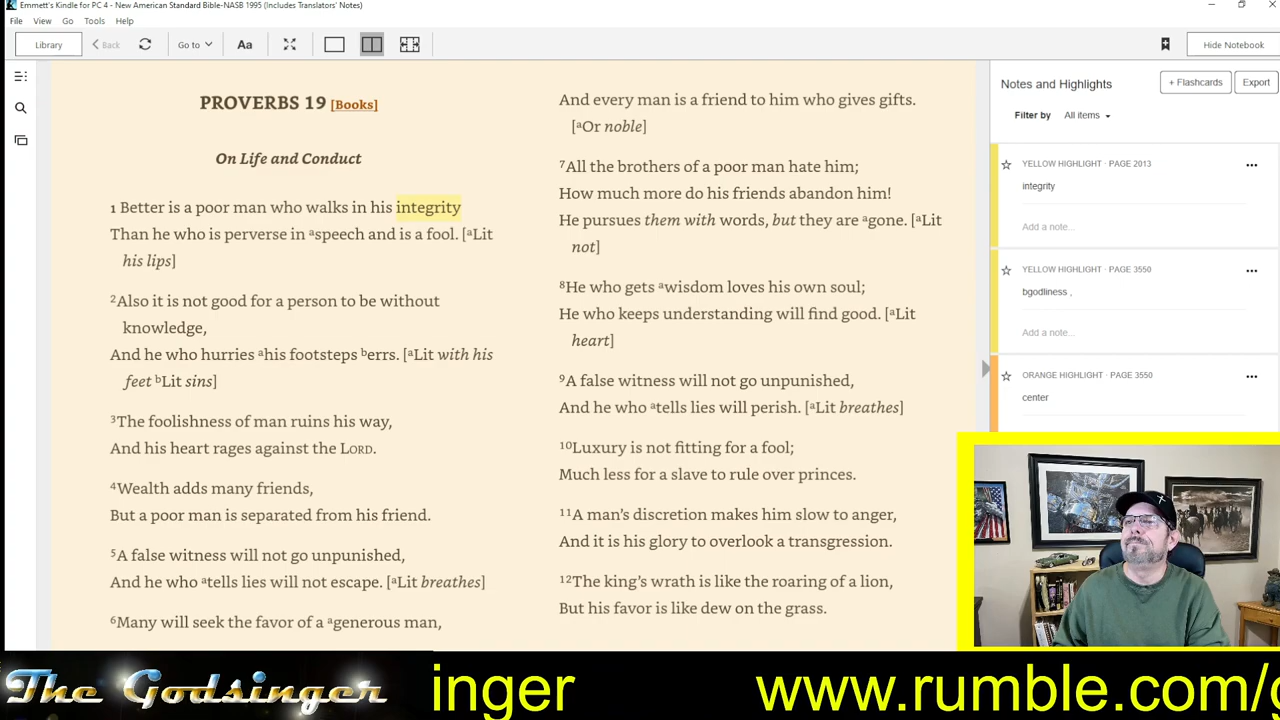 Emmett's Kindle for PC 4 - New American Standard Bible-NASB 1995 (Includes Translators' Notes)
File View Go Tools Help
Library Back Go to Aa Hide Notebook
PROVERBS 19 [Books]
On Life and Conduct
1 Better is a poor man who walks in his integrity
Than he who is perverse in ᵃspeech and is a fool. [ᵃLit
his lips]
²Also it is not good for a person to be without
knowledge,
And he who hurries ᵃhis footsteps ᵇerrs. [ᵃLit with his
feet ᵇLit sins]
³The foolishness of man ruins his way,
And his heart rages against the LORD.
⁴Wealth adds many friends,
But a poor man is separated from his friend.
⁵A false witness will not go unpunished,
And he who ᵃtells lies will not escape. [ᵃLit breathes]
⁶Many will seek the favor of a ᵃgenerous man,
And every man is a friend to him who gives gifts.
[ᵃOr noble]
⁷All the brothers of a poor man hate him;
How much more do his friends abandon him!
He pursues them with words, but they are ᵃgone. [ᵃLit
not]
⁸He who gets ᵃwisdom loves his own soul;
He who keeps understanding will find good. [ᵃLit
heart]
⁹A false witness will not go unpunished,
And he who ᵃtells lies will perish. [ᵃLit breathes]
¹⁰Luxury is not fitting for a fool;
Much less for a slave to rule over princes.
¹¹A man's discretion makes him slow to anger,
And it is his glory to overlook a transgression.
¹²The king's wrath is like the roaring of a lion,
But his favor is like dew on the grass.
Notes and Highlights + Flashcards Export
Filter by All items
YELLOW HIGHLIGHT · PAGE 2013
integrity
Add a note...
YELLOW HIGHLIGHT · PAGE 3550
bgodliness ,
Add a note...
ORANGE HIGHLIGHT · PAGE 3550
center
The Godsinger inger www.rumble.com/g